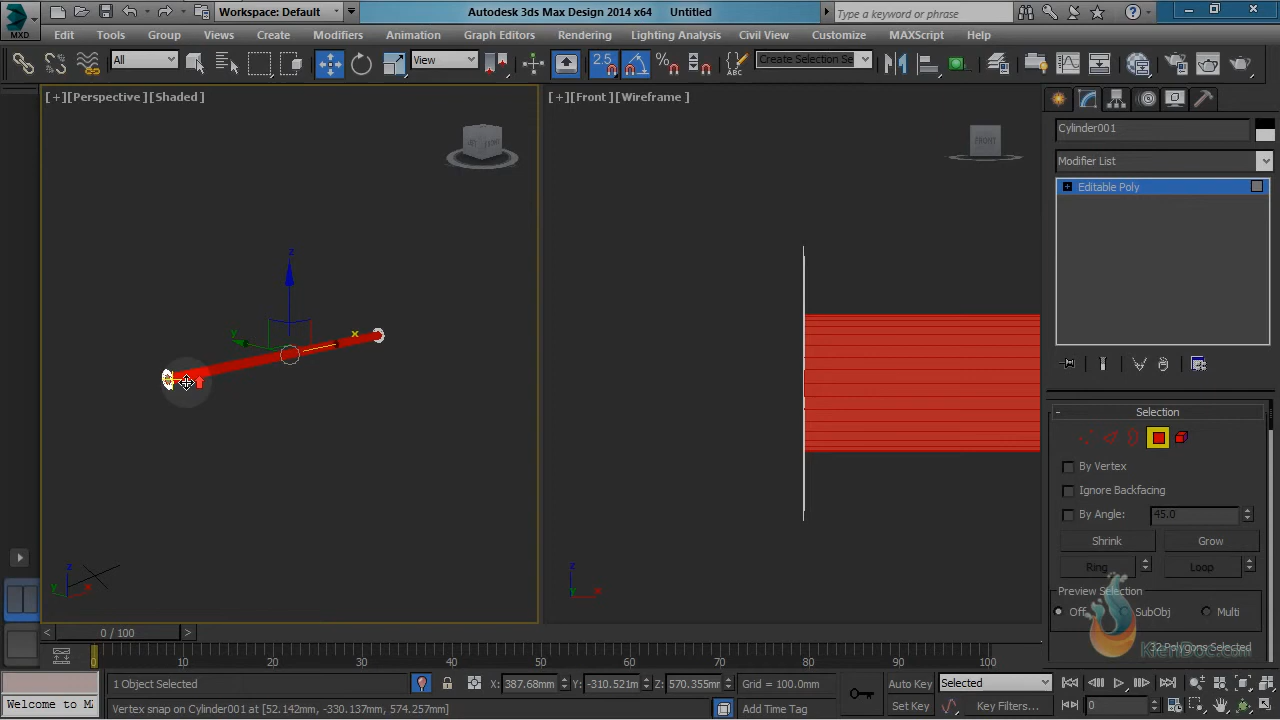 MXD
Workspace: Default
Autodesk 3ds Max Design 2014 x64
Untitled
Type a keyword or phrase
Edit Tools Group Views Create Modifiers Animation Graph Editors Rendering Lighting Analysis Civil View Customize MAXScript Help
All
View
2.5
Create Selection Se
[+][Perspective][Shaded]
[+][Front][Wireframe]
FRONT
Cylinder001
Modifier List
Editable Poly
z
y
x
Selection
By Vertex
Ignore Backfacing
By Angle: 45.0
Shrink Grow
Ring Loop
Preview Selection
Off SubObj Multi
32 Polygons Selected
z
y
z
< 0 / 100 >
0 10 20 30 40 50 60 70 80 90 100
1 Object Selected
X: 387.68mm Y: -310.521m Z: 570.355mm Grid = 100.0mm
Auto Key Selected
Welcome to M
Vertex snap on Cylinder001 at [52.142mm, -330.137mm, 574.257mm]
Add Time Tag
Set Key Key Filters... 0